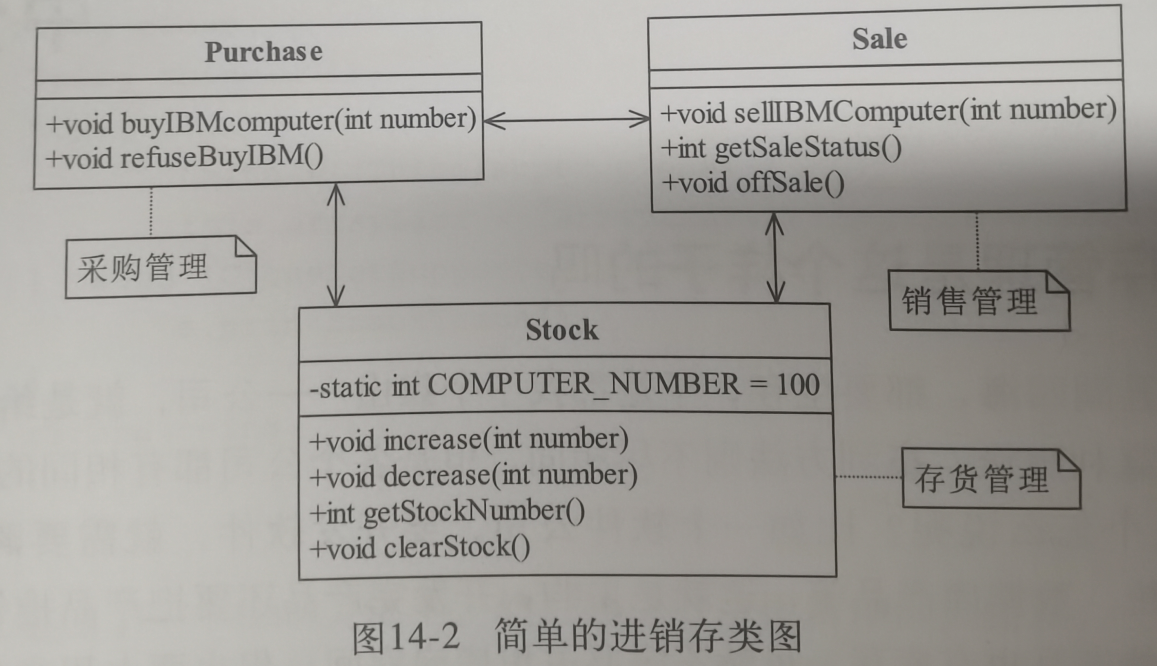 Purchase
+void buyIBMcomputer(int number)
+void refuseBuyIBM()
采购管理
Sale
+void sellIBMComputer(int number)
+int getSaleStatus()
+void offSale()
销售管理
Stock
-static int COMPUTER_NUMBER = 100
+void increase(int number)
+void decrease(int number)
+int getStockNumber()
+void clearStock()
存货管理
图14-2 简单的进销存类图